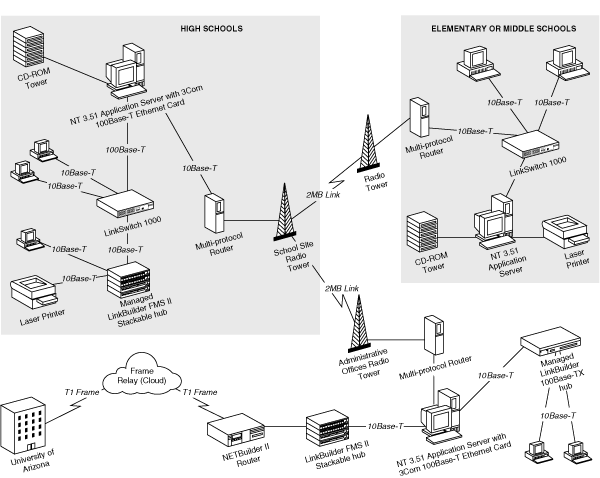 HIGH SCHOOLS
CD-ROM
Tower
NT 3.51 Application Server with 3Com
100Base-T Ethernet Card
100Base-T
10Base-T
10Base-T
10Base-T
LinkSwitch 1000
10Base-T
10Base-T
10Base-T
Laser Printer
Managed
LinkBuilder FMS II
Stackable hub
Multi-protocol
Router
School Site
Radio
Tower
2MB Link
Radio
Tower
ELEMENTARY OR MIDDLE SCHOOLS
10Base-T
10Base-T
10Base-T
Multi-protocol
Router
LinkSwitch 1000
10Base-T
CD-ROM
Tower
NT 3.51
Application
Server
Laser
Printer
2MB Link
Administrative
Offices Radio
Tower
Multi-protocol Router
10Base-T
Managed
LinkBuilder
100Base-TX
hub
10Base-T
Frame
Relay (Cloud)
T1 Frame
T1 Frame
University of
Arizona
NETBuilder II
Router
LinkBuilder FMS II
Stackable hub
10Base-T
NT 3.51 Application Server with
3Com 100Base-T Ethernet Card